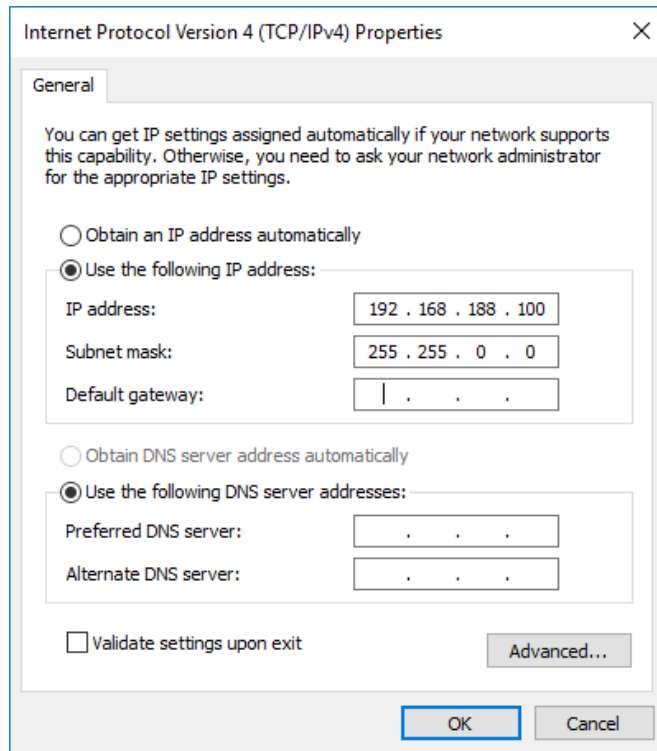 Internet Protocol Version 4 (TCP/IPv4) Properties
General
You can get IP settings assigned automatically if your network supports
this capability. Otherwise, you need to ask your network administrator
for the appropriate IP settings.
Obtain an IP address automatically
Use the following IP address:
IP address: 192 . 168 . 188 . 100
Subnet mask: 255 . 255 . 0 . 0
Default gateway: . . .
Obtain DNS server address automatically
Use the following DNS server addresses:
Preferred DNS server: . . .
Alternate DNS server: . . .
Validate settings upon exit
Advanced...
OK Cancel